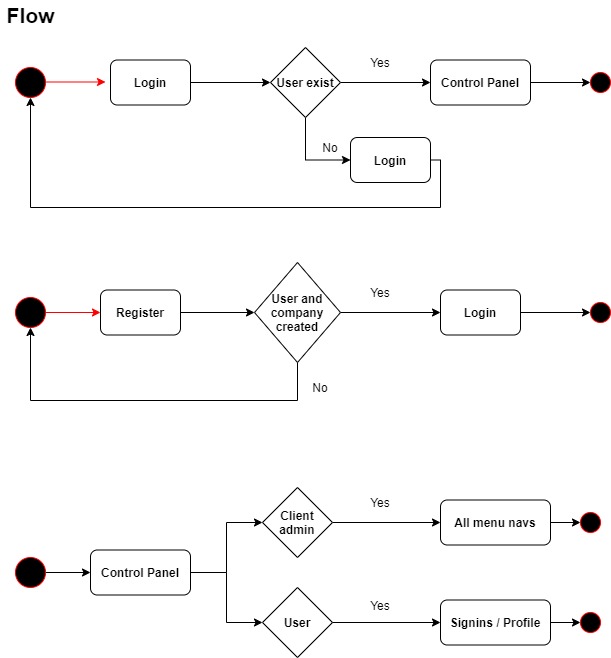 Flow
Login
User exist
Yes
Control Panel
No
Login
Register
User and
company
created
Yes
Login
No
Control Panel
Client
admin
Yes
All menu navs
User
Yes
Signins / Profile